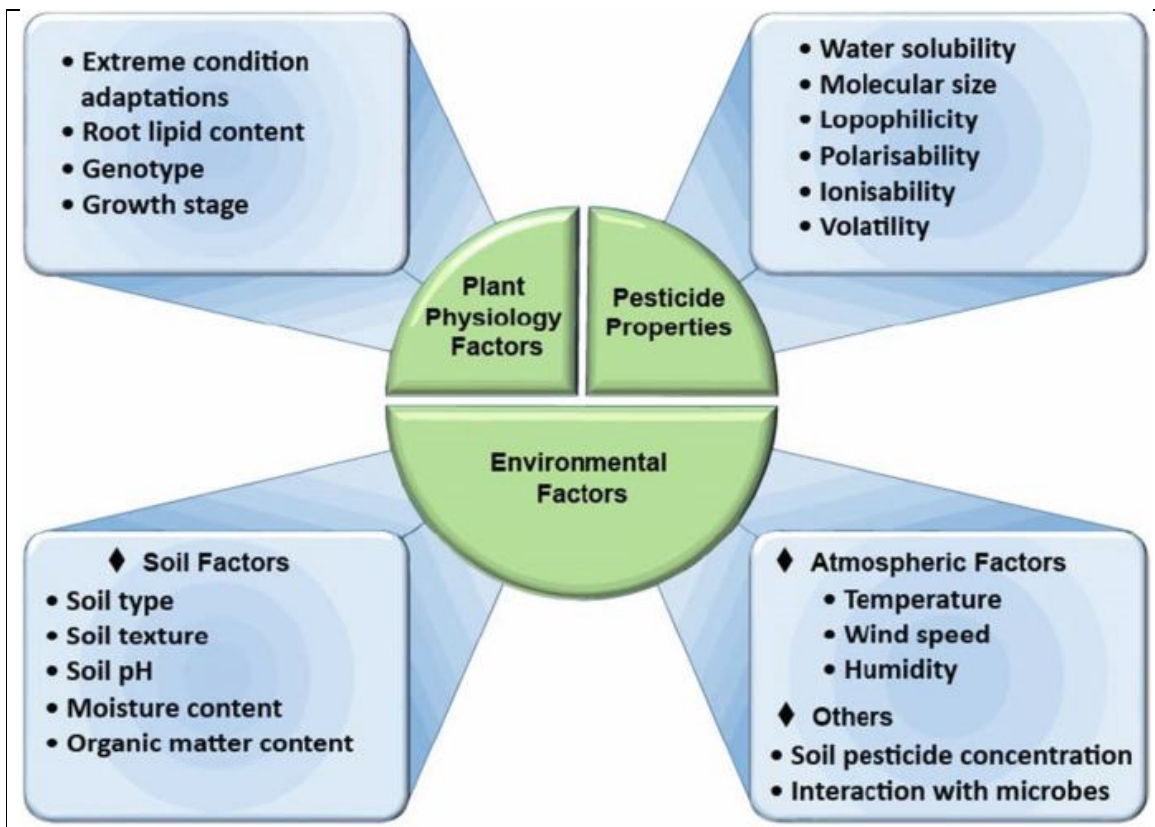 • Extreme condition
adaptations
• Root lipid content
• Genotype
• Growth stage
• Water solubility
• Molecular size
• Lopophilicity
• Polarisability
• Ionisability
• Volatility
Plant
Physiology
Factors
Pesticide
Properties
Environmental
Factors
♦ Soil Factors
• Soil type
• Soil texture
• Soil pH
• Moisture content
• Organic matter content
♦ Atmospheric Factors
• Temperature
• Wind speed
• Humidity
♦ Others
• Soil pesticide concentration
• Interaction with microbes